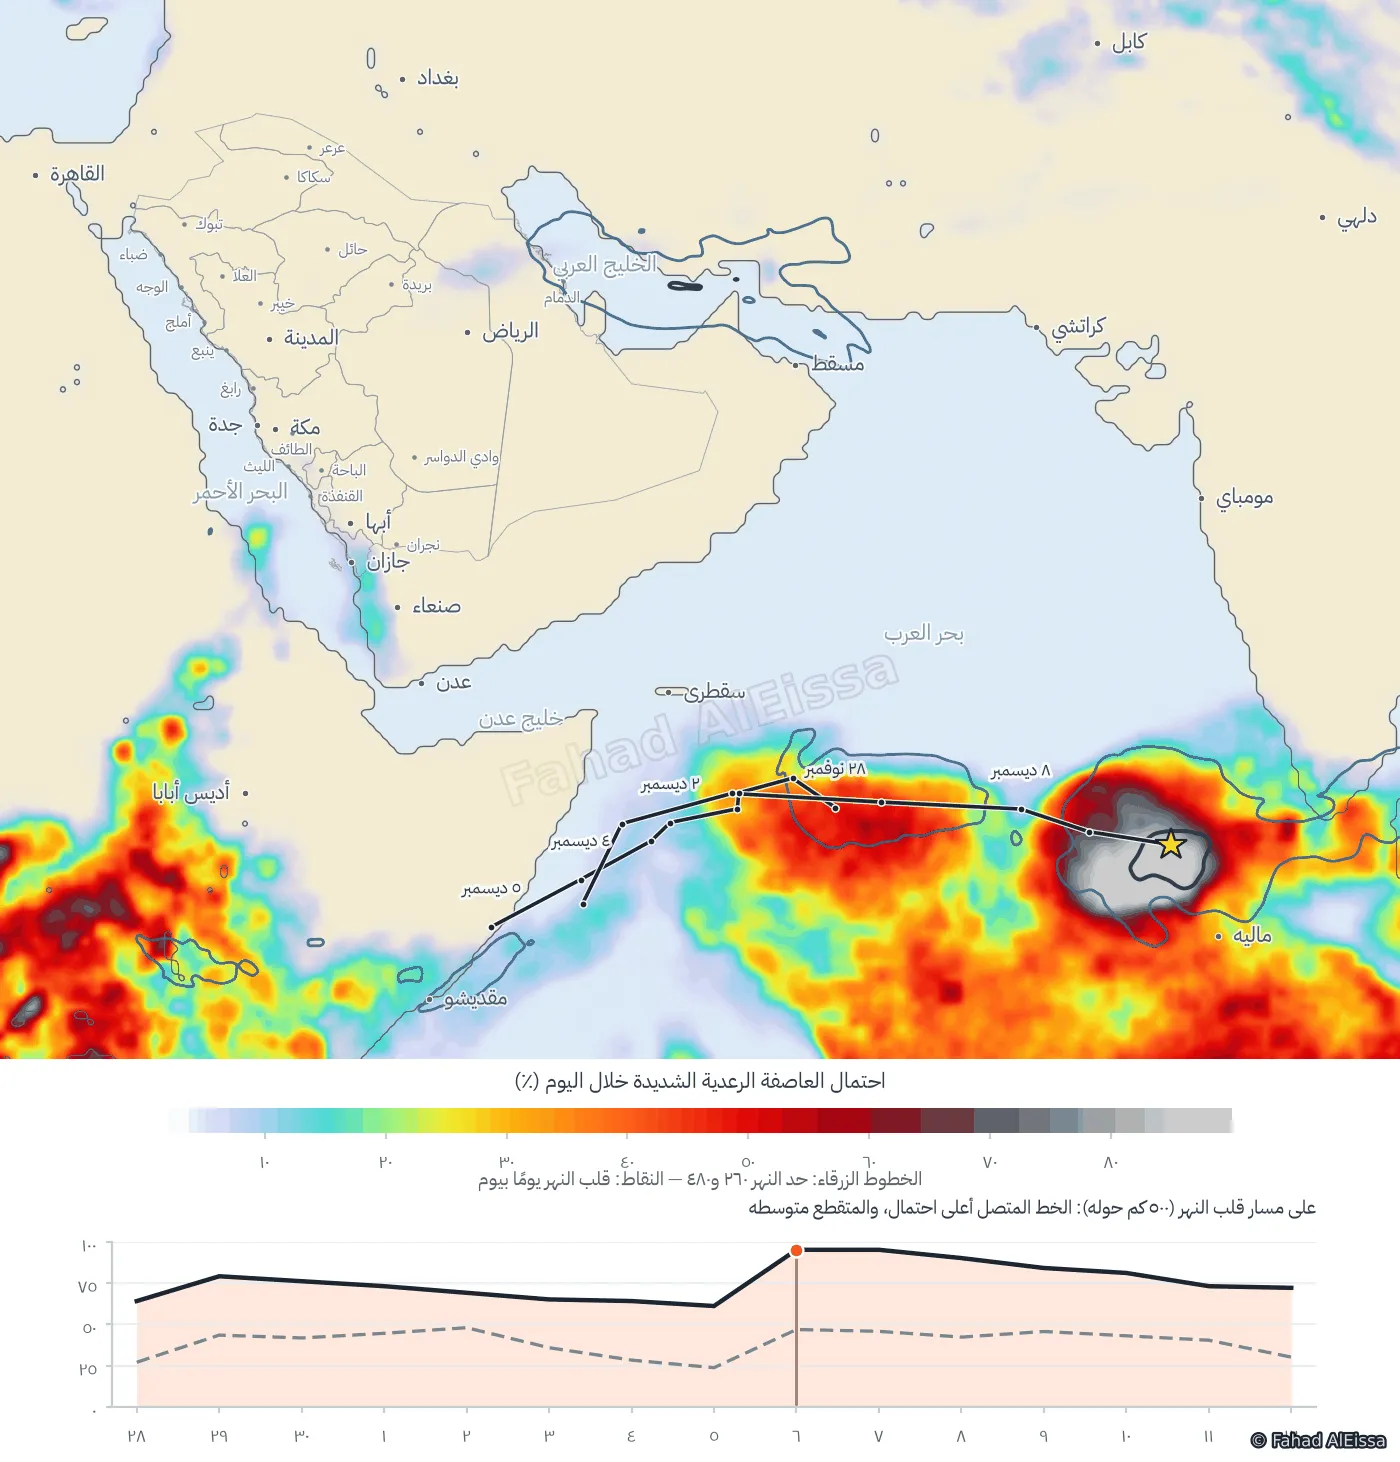 كابل
بغداد
عرعر
القاهرة
سكاكا
دلهي
تبوك
ضباء
حائل
الخليج العربي
العلا
بريدة
الوجه
الدمام
خيبر
أملج
كراتشي
الرياض
المدينة
ينبع
مسقط
رابغ
جدة
مكة
الطائف
وادي الدواسر
الليث
الباحة
البحر الأحمر
القنفذة
مومباي
أبها
نجران
جازان
صنعاء
بحر العرب
عدن
سقطرى
خليج عدن
Fahad AlEissa
٢٨ نوفمبر
٨ ديسمبر
٢ ديسمبر
أديس أبابا
٤ ديسمبر
٥ ديسمبر
ماليه
مقديشو
احتمال العاصفة الرعدية الشديدة خلال اليوم (٪)
١٠ ٢٠ ٣٠ ٤٠ ٥٠ ٦٠ ٧٠ ٨٠
الخطوط الزرقاء: حد النهر ٢٦٠ و٤٨٠ — النقاط: قلب النهر يومًا بيوم
على مسار قلب النهر (٥٠٠ كم حوله): الخط المتصل أعلى احتمال، والمتقطع متوسطه
١٠٠
٧٥
٥٠
٢٥
٠
٢٨ ٢٩ ٣٠ ١ ٢ ٣ ٤ ٥ ٦ ٧ ٨ ٩ ١٠ ١١
© Fahad AlEissa